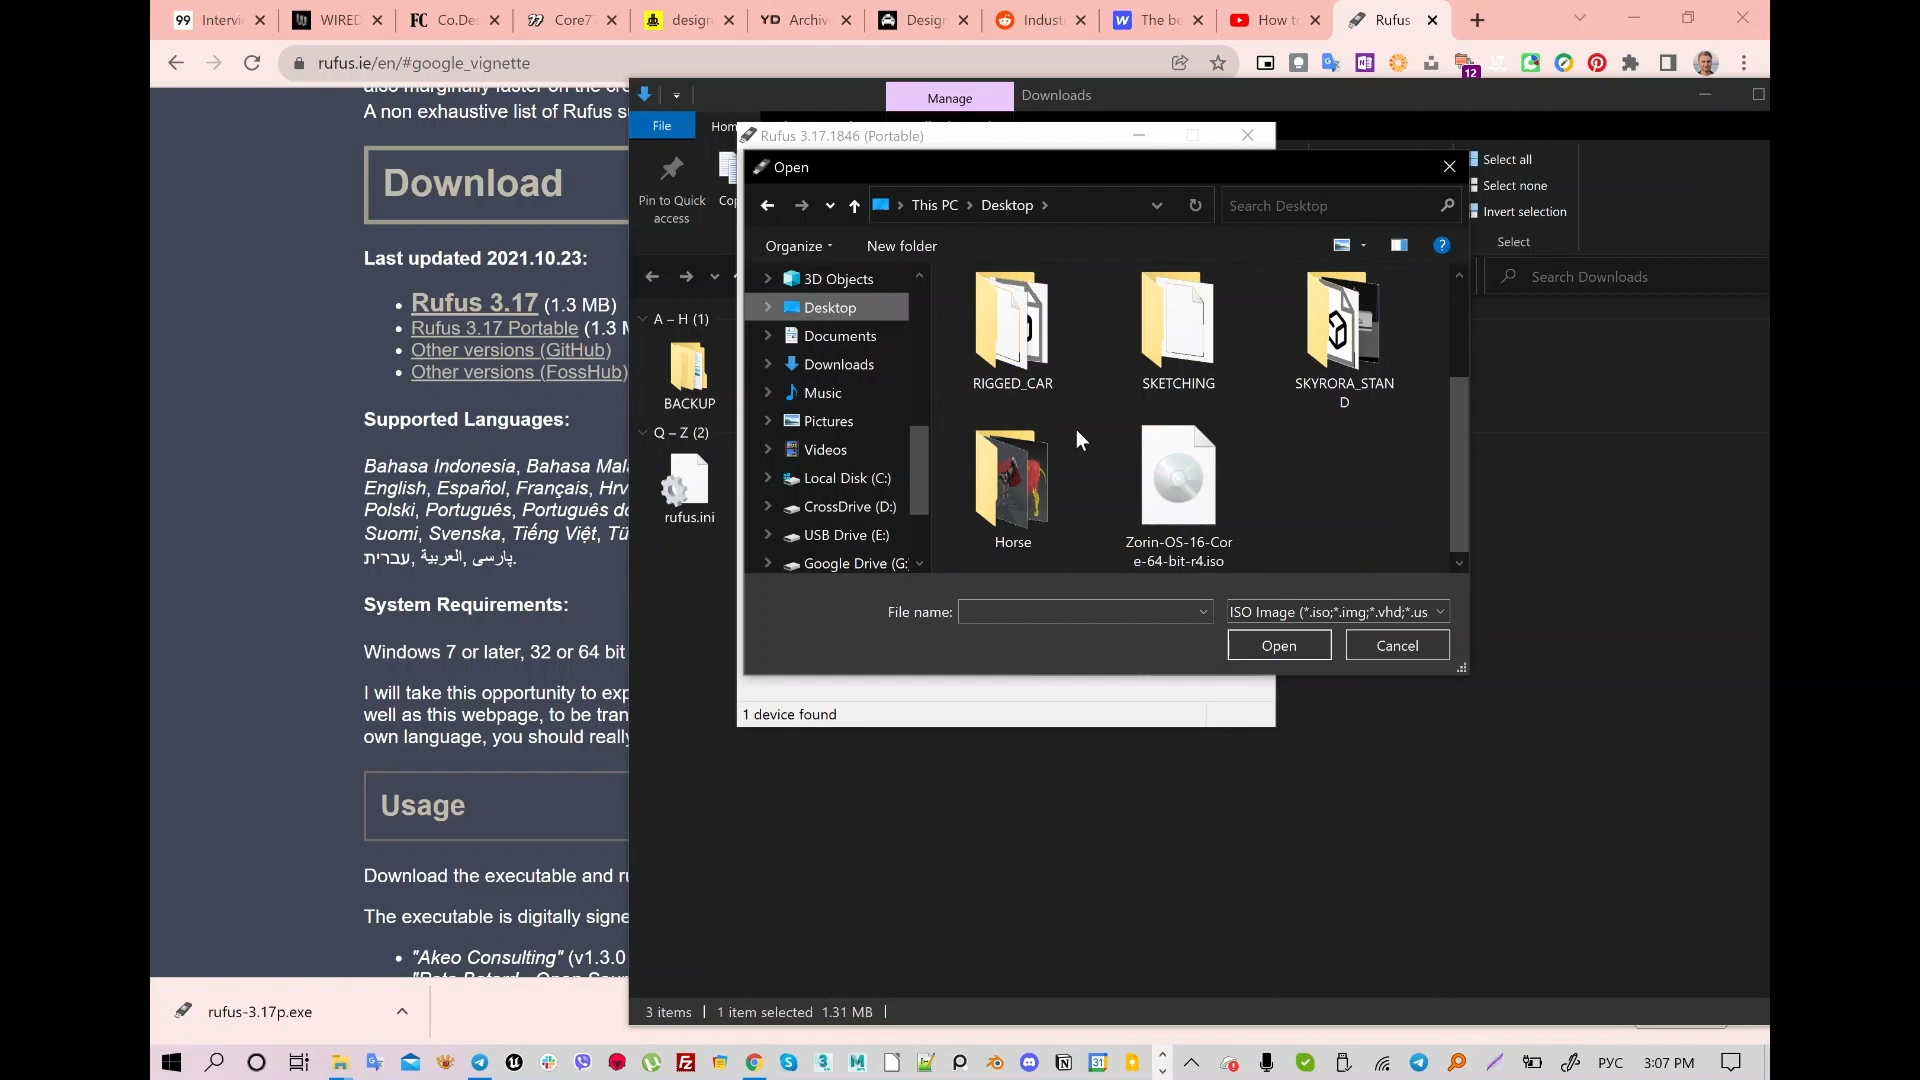 Intervi
WIRED
Co.Des
Core77
design
Archiv
Design
Indust
The be
How to
Rufus
rufus.ie/en/#google_vignette
12
A non exhaustive list of Rufus s
Download
Last updated 2021.10.23:
Rufus 3.17 (1.3 MB)
Rufus 3.17 Portable (1.3 M
Other versions (GitHub)
Other versions (FossHub)
Supported Languages:
Bahasa Indonesia, Bahasa Mal
English, Español, Français, Hrv
Polski, Português, Português do
Suomi, Svenska, Tiếng Việt, Tü
עברית, العربية, پارسی.
System Requirements:
Windows 7 or later, 32 or 64 bit
I will take this opportunity to exp
well as this webpage, to be tran
own language, you should really
Usage
Download the executable and ru
The executable is digitally signe
"Akeo Consulting" (v1.3.0
rufus-3.17p.exe
Manage
Downloads
File
Hom
Pin to Quick
access
Cop
Select all
Select none
Invert selection
Select
Search Downloads
A – H (1)
BACKUP
Q – Z (2)
rufus.ini
3 items
1 item selected 1.31 MB
Rufus 3.17.1846 (Portable)
Open
This PC
Desktop
Search Desktop
Organize
New folder
3D Objects
Desktop
Documents
Downloads
Music
Pictures
Videos
Local Disk (C:)
CrossDrive (D:)
USB Drive (E:)
Google Drive (G:
RIGGED_CAR
SKETCHING
SKYRORA_STAN
D
Horse
Zorin-OS-16-Cor
e-64-bit-r4.iso
File name:
ISO Image (*.iso;*.img;*.vhd;*.us
Open
Cancel
1 device found
РУС
3:07 PM